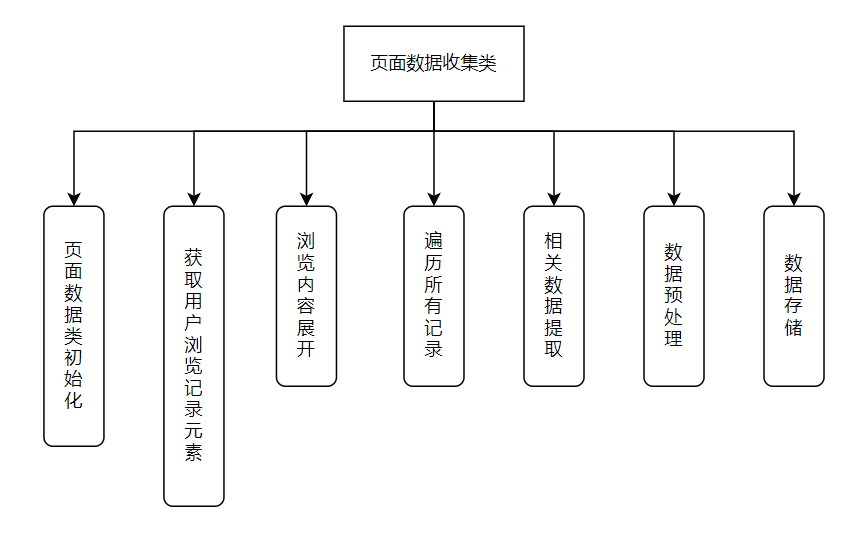 页面数据收集类
页面数据类初始化
获取用户浏览记录元素
浏览内容展开
遍历所有记录
相关数据提取
数据预处理
数据存储